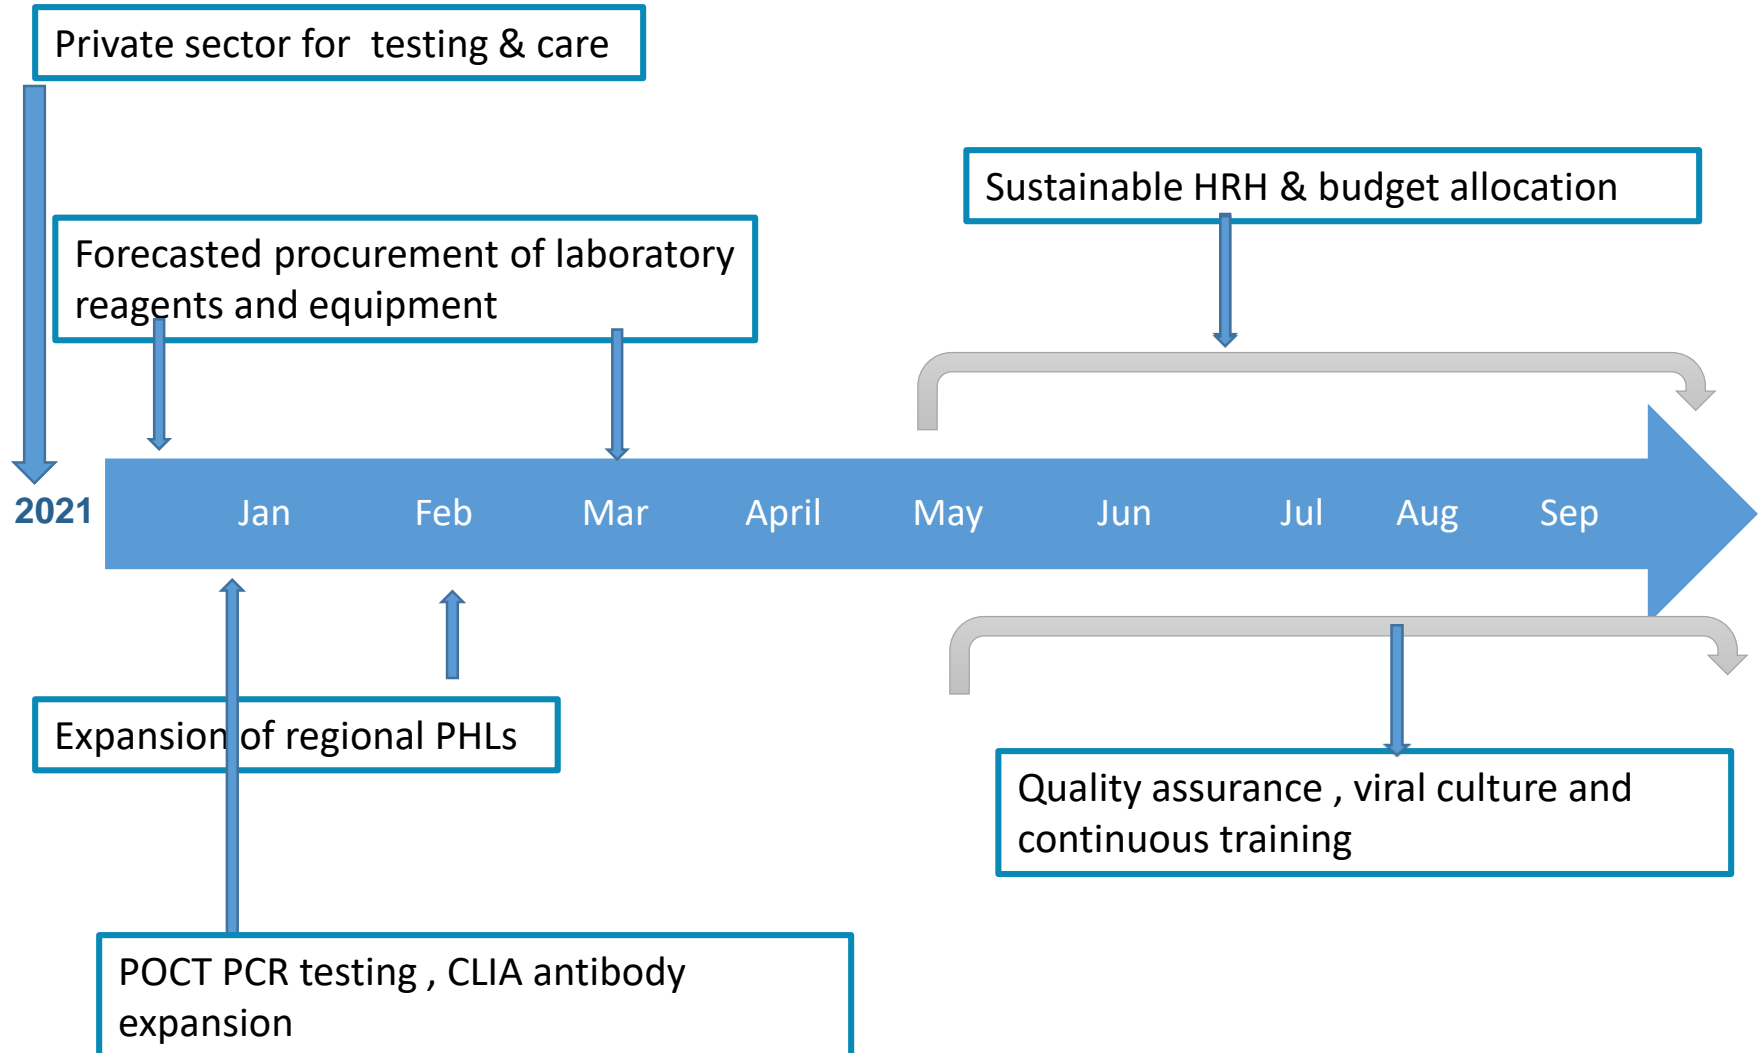 Private sector for  testing & care
Sustainable HRH & budget allocation
Forecasted procurement of laboratory
reagents and equipment
2021 Jan Feb Mar April May Jun Jul Aug Sep
Expansion of regional PHLs
Quality assurance , viral culture and
continuous training
POCT PCR testing , CLIA antibody
expansion